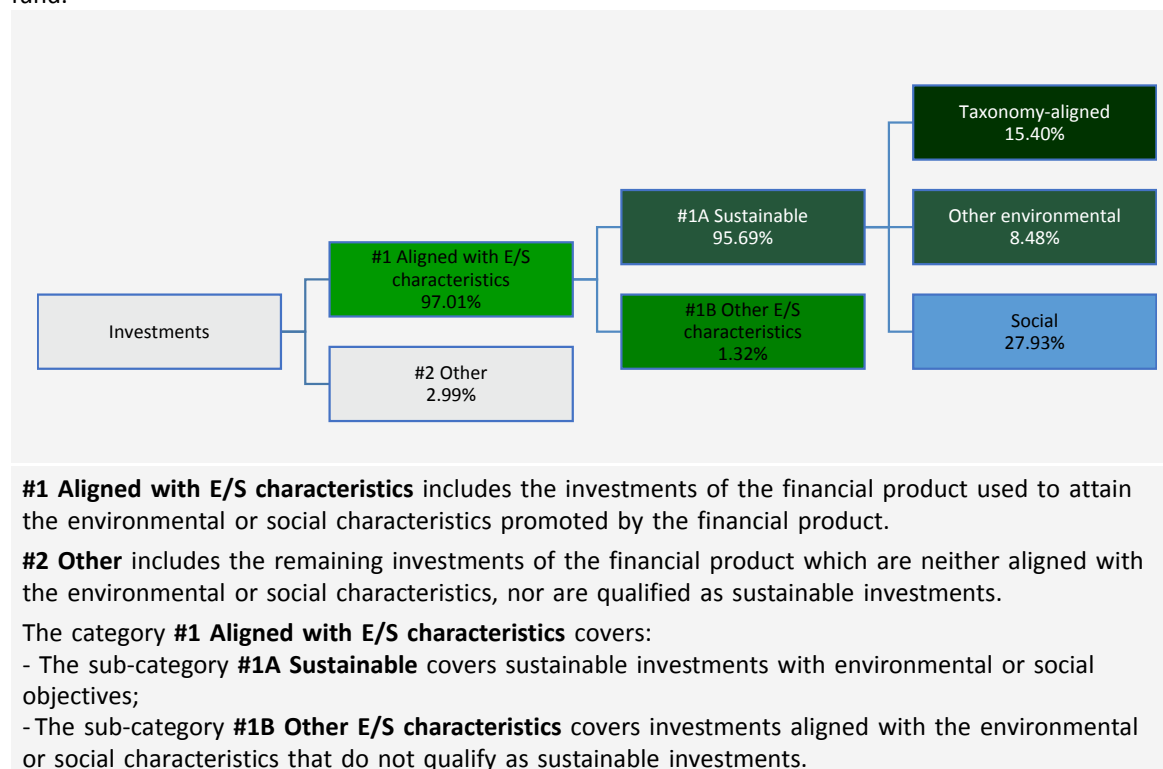 Taxonomy-aligned
15.40%
#1A Sustainable
95.69%
Other environmental
8.48%
#1 Aligned with E/S
characteristics
97.01%
Investments
#1B Other E/S
characteristics
1.32%
Social
27.93%
#2 Other
2.99%
#1 Aligned with E/S characteristics includes the investments of the financial product used to attain
the environmental or social characteristics promoted by the financial product.
#2 Other includes the remaining investments of the financial product which are neither aligned with
the environmental or social characteristics, nor are qualified as sustainable investments.
The category #1 Aligned with E/S characteristics covers:
- The sub-category #1A Sustainable covers sustainable investments with environmental or social
objectives;
- The sub-category #1B Other E/S characteristics covers investments aligned with the environmental
or social characteristics that do not qualify as sustainable investments.